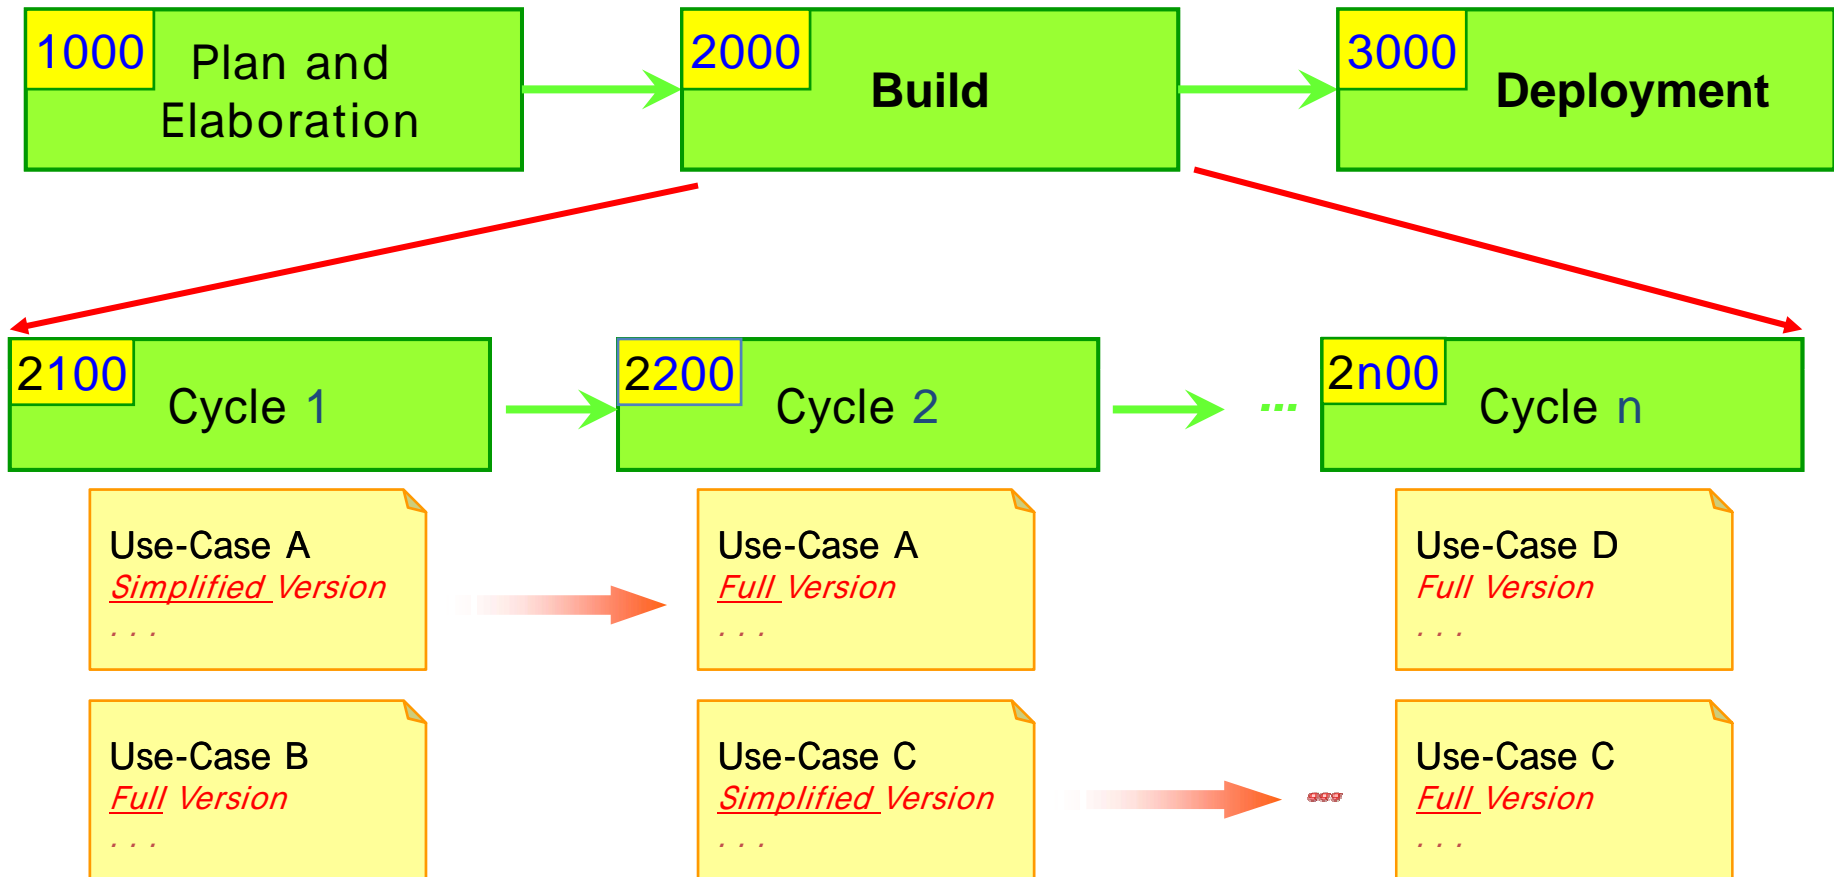 1000
Plan and
Elaboration
2000
Build
3000
Deployment
2100
Cycle 1
2200
Cycle 2
...
2n00
Cycle n
Use-Case A
Simplified Version
. . .
Use-Case A
Full Version
. . .
Use-Case D
Full Version
. . .
Use-Case B
Full Version
. . .
Use-Case C
Simplified Version
. . .
Use-Case C
Full Version
. . .